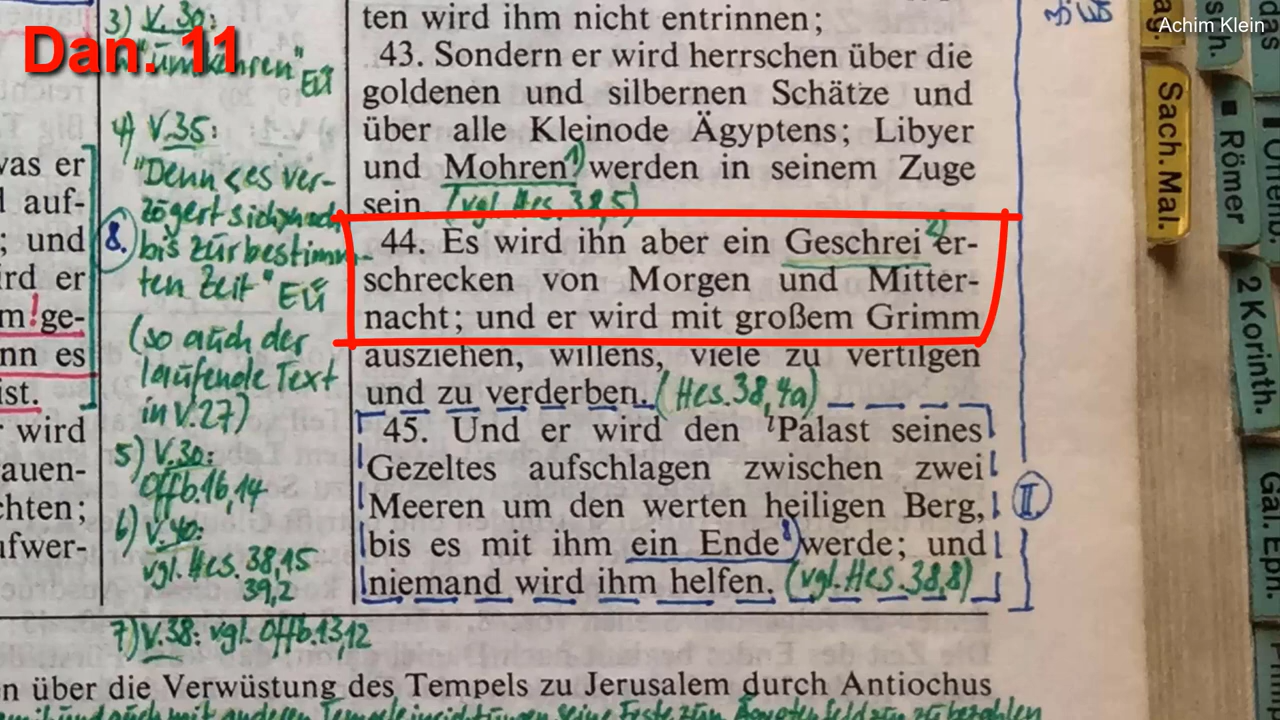 Dan. 11
Achim Klein
3) V. 30:
"umkehren"
EÜ
4) V. 35:
"Denn es ver-
zögert sich noch
8. bis zur bestimm-
ten Zeit" EÜ
(so auch der
laufende Text
in V. 27)
5) V. 30:
Offb. 16,14
6) V. 40:
vgl. Hes. 38,15
39,2
7) V. 38: vgl. Offb. 13,12
was er
auf-
; und
ird er
m!ge-
nn es
ist.
wird
auen-
chten;
ufwer-
ten wird ihm nicht entrinnen;
43. Sondern er wird herrschen über die
goldenen und silbernen Schätze und
über alle Kleinode Ägyptens; Libyer
und Mohren 1) werden in seinem Zuge
sein. (vgl. Hes. 38,5)
44. Es wird ihn aber ein Geschrei 2) er-
schrecken von Morgen und Mitter-
nacht; und er wird mit großem Grimm
ausziehen, willens, viele zu vertilgen
und zu verderben. (Hes. 38,4a)
45. Und er wird den lPalast seines
Gezeltes aufschlagen zwischen zwei
Meeren um den werten heiligen Berg,
bis es mit ihm ein Ende 8) werde; und
niemand wird ihm helfen. (vgl. Hes. 38,8)
II
n über die Verwüstung des Tempels zu Jerusalem durch Antiochus
Sach. Mal.
Römer
2 Korinth.
Gal. Eph.